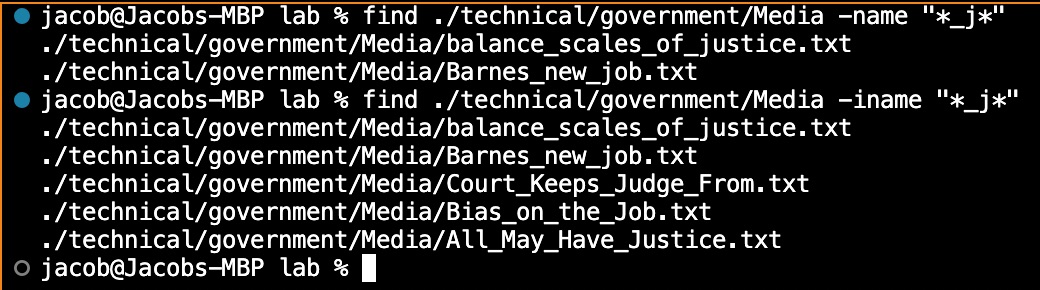 jacob@Jacobs-MBP lab % find ./technical/government/Media -name "*_j*"
./technical/government/Media/balance_scales_of_justice.txt
./technical/government/Media/Barnes_new_job.txt
jacob@Jacobs-MBP lab % find ./technical/government/Media -iname "*_j*"
./technical/government/Media/balance_scales_of_justice.txt
./technical/government/Media/Barnes_new_job.txt
./technical/government/Media/Court_Keeps_Judge_From.txt
./technical/government/Media/Bias_on_the_Job.txt
./technical/government/Media/All_May_Have_Justice.txt
jacob@Jacobs-MBP lab %